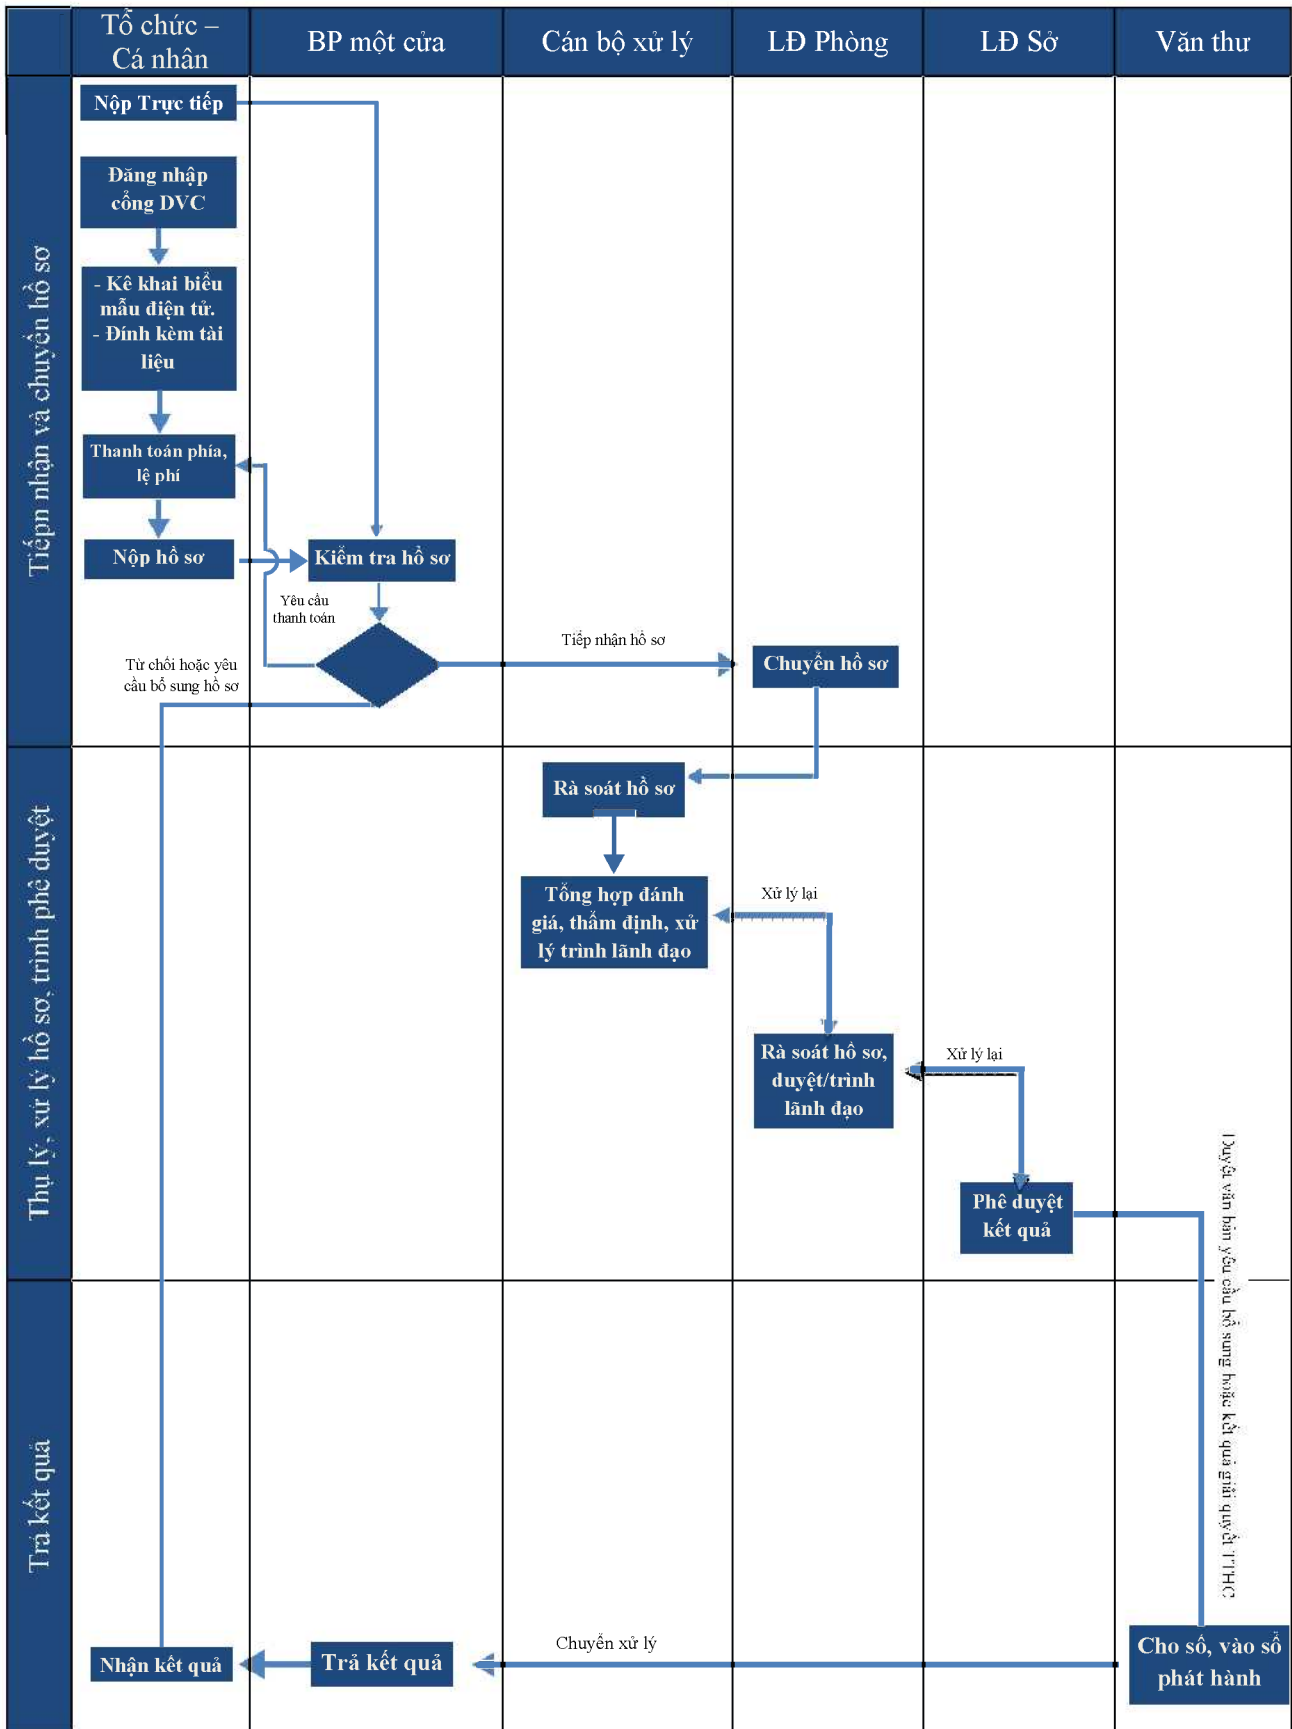 Tổ chức –
Cá nhân
BP một cửa
Cán bộ xử lý
LĐ Phòng
LĐ Sở
Văn thư
Tiếpn nhận và chuyển hồ sơ
Nộp Trực tiếp
Đăng nhập
cổng DVC
- Kê khai biểu
mẫu điện tử.
- Đính kèm tài
liệu
Thanh toán phía,
lệ phí
Nộp hồ sơ
Kiểm tra hồ sơ
Yêu cầu
thanh toán
Tiếp nhận hồ sơ
Chuyển hồ sơ
Từ chối hoặc yêu
cầu bổ sung hồ sơ
Thụ lý, xử lý hồ sơ, trình phê duyệt
Rà soát hồ sơ
Tổng hợp đánh
giá, thẩm định, xử
lý trình lãnh đạo
Xử lý lại
Rà soát hồ sơ,
duyệt/trình
lãnh đạo
Xử lý lại
Phê duyệt
kết quả
Duyệt văn bản yêu cầu bổ sung hoặc kết quả giải quyết TTHC
Trả kết quả
Nhận kết quả
Trả kết quả
Chuyển xử lý
Cho số, vào sổ
phát hành